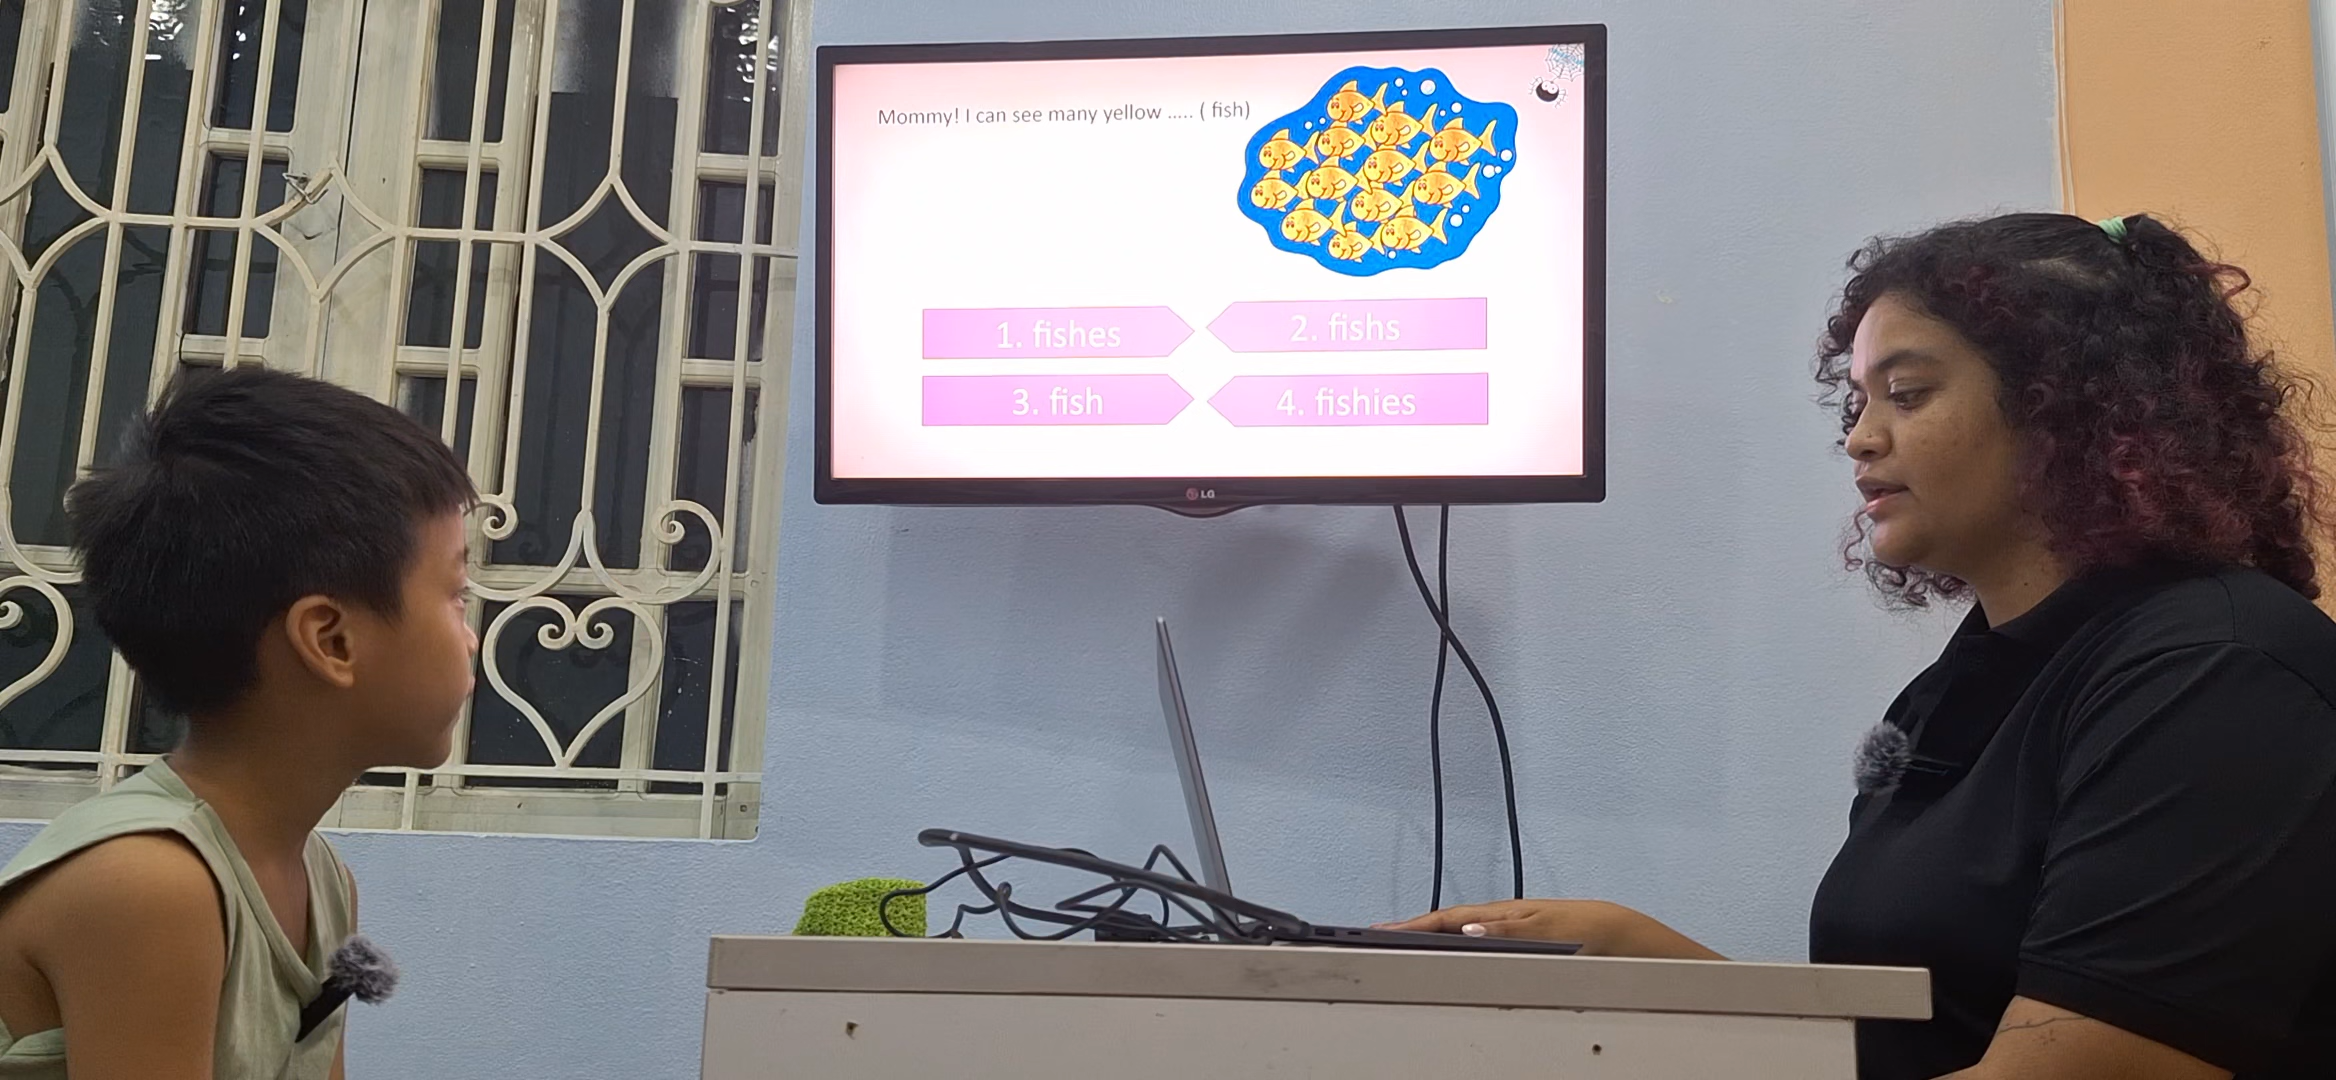 Mommy! I can see many yellow ..... ( fish)
1. fishes
2. fishs
3. fish
4. fishies
LG